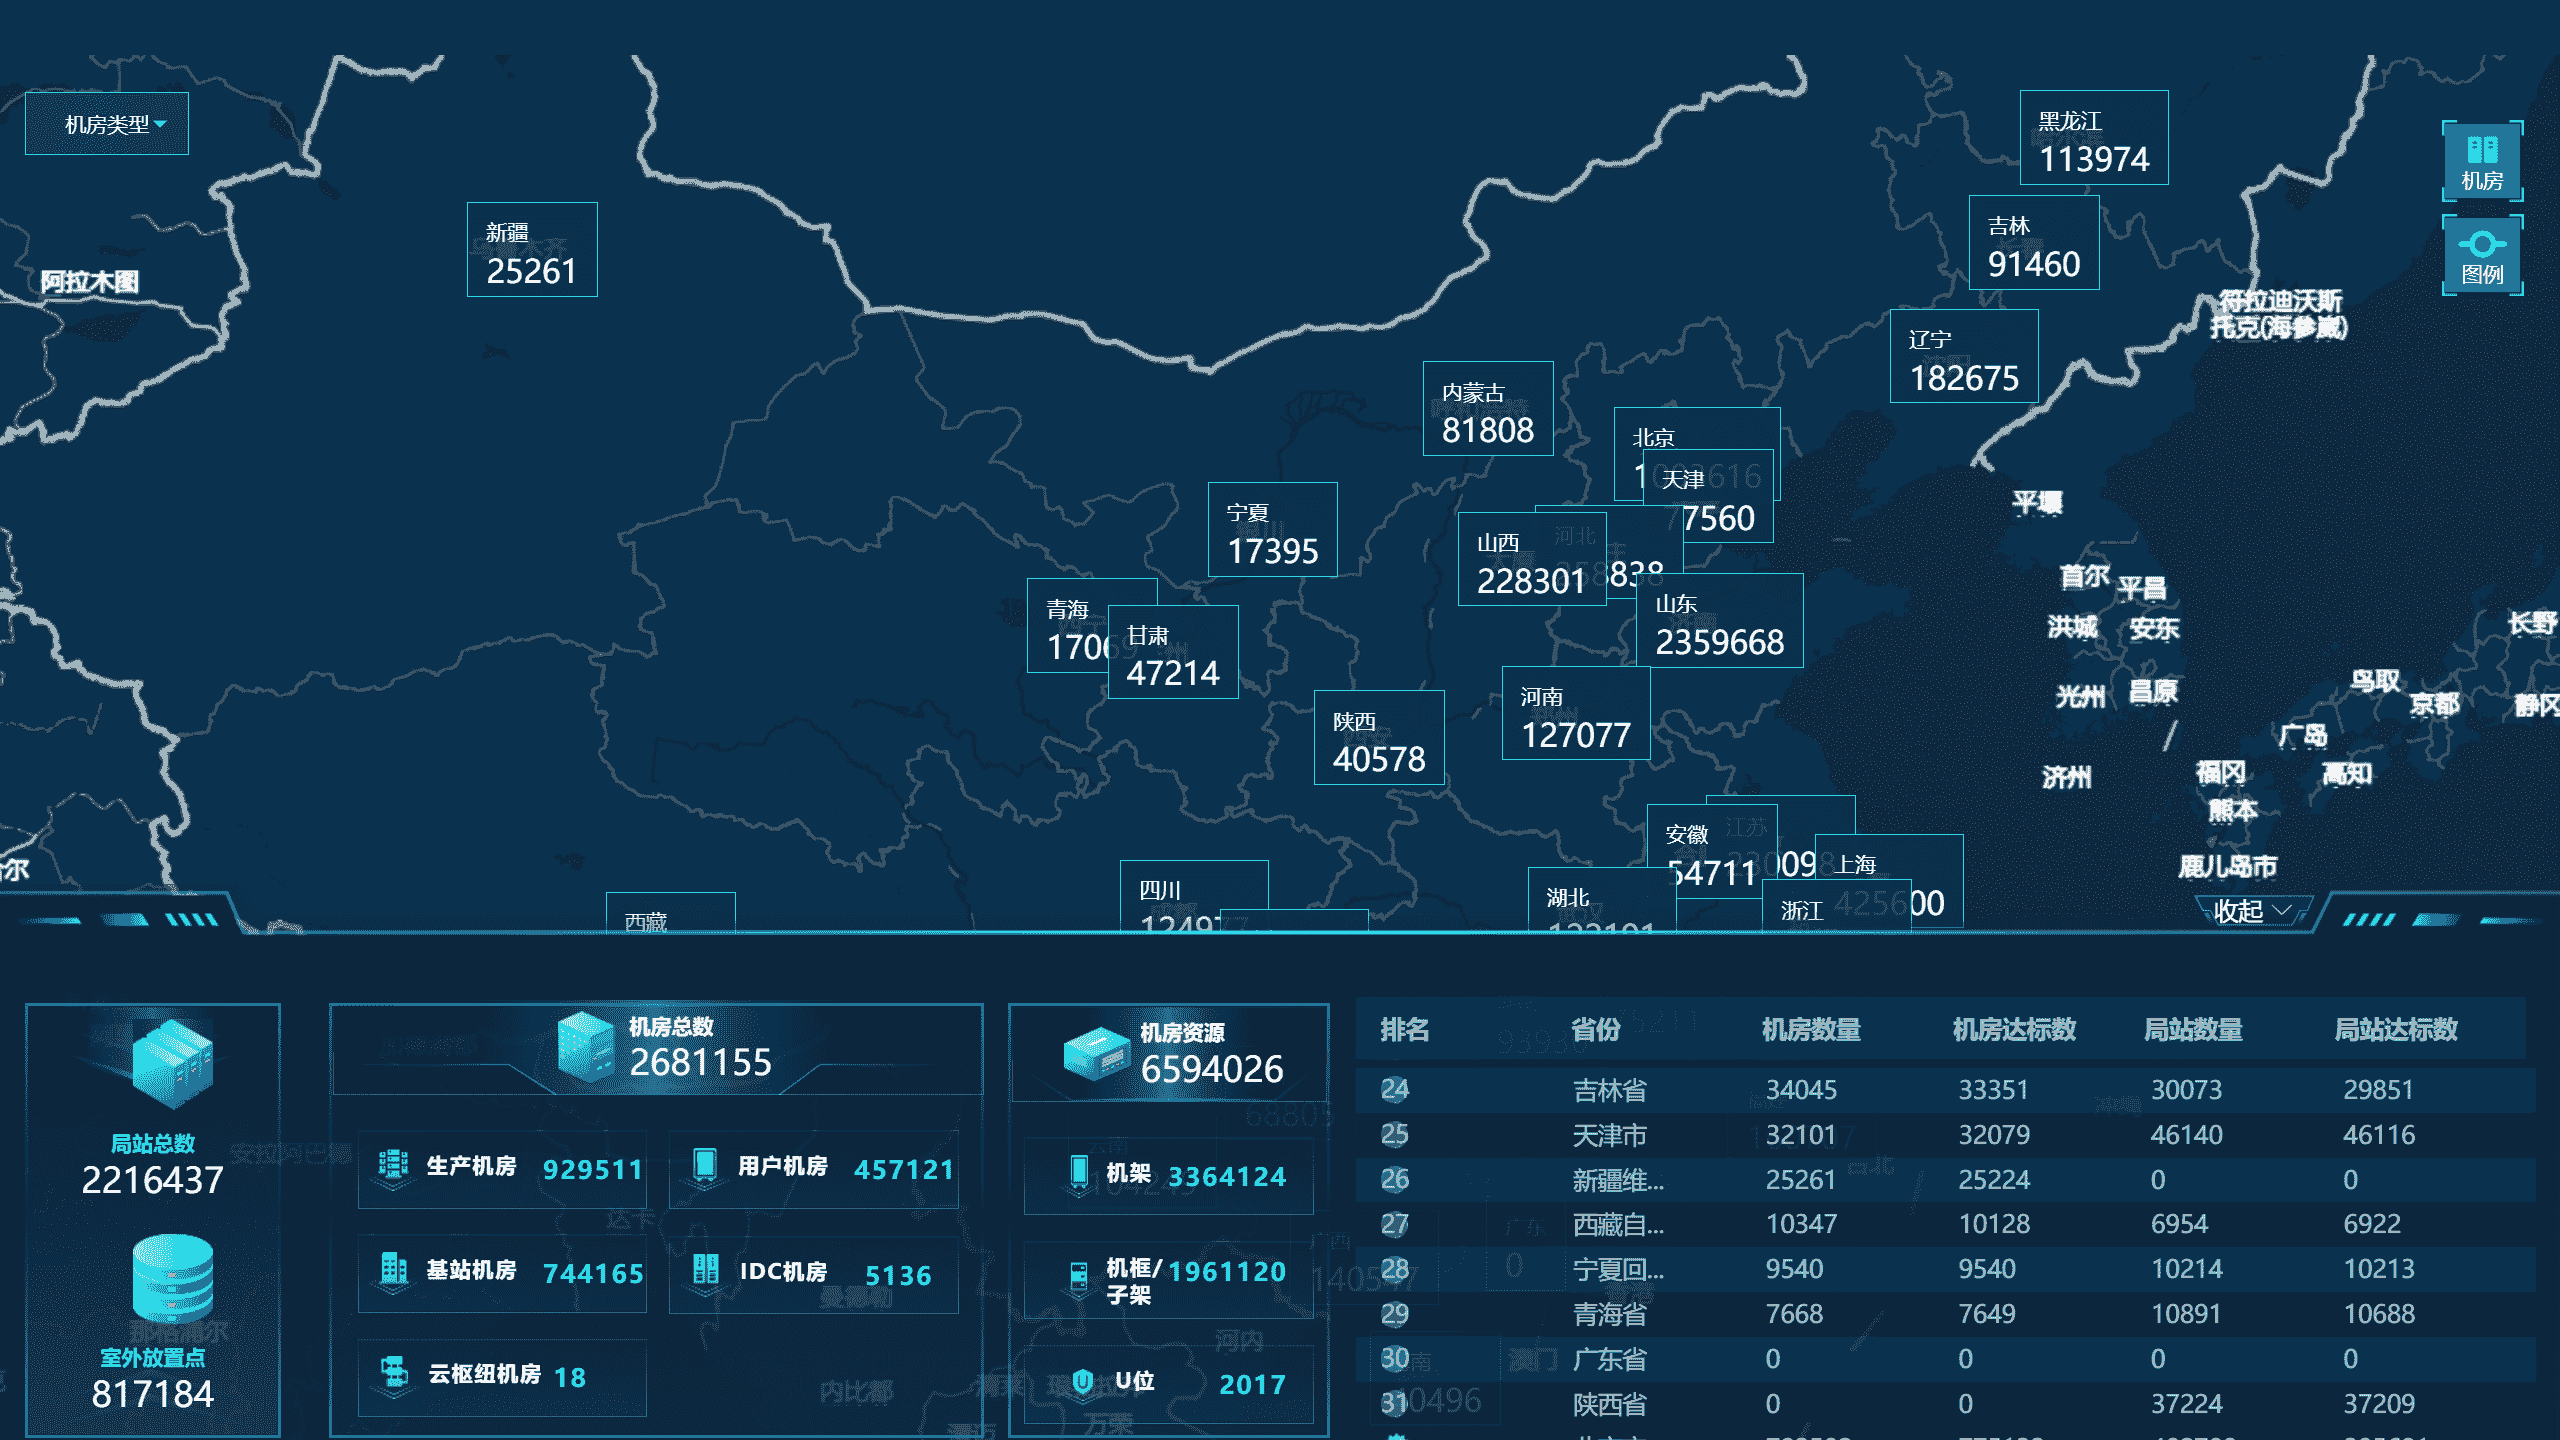 机房类型
黑龙江
113974
机房
吉林
91460
新疆
25261
图例
阿拉木图
符拉迪沃斯
托克(海参崴)
辽宁
182675
内蒙古
81808
北京
天津
77560
宁夏
17395
平壤
山西
228301
河北
首尔
平昌
青海
甘肃
47214
山东
2359668
洪城
安东
长野
陕西
40578
河南
127077
光州
昌原
鸟取
京都
静冈
广岛
济州
福冈
高知
熊本
安徽
54711
江苏
上海
鹿儿岛市
四川
湖北
浙江
西藏
收起
局站总数
2216437
室外放置点
817184
机房总数
2681155
生产机房 929511
用户机房 457121
基站机房 744165
IDC机房 5136
云枢纽机房 18
机房资源
6594026
机架 3364124
机框/
子架 1961120
U位 2017
排名 省份 机房数量 机房达标数 局站数量 局站达标数
24 吉林省 34045 33351 30073 29851
25 天津市 32101 32079 46140 46116
26 新疆维... 25261 25224 0 0
27 西藏自... 10347 10128 6954 6922
28 宁夏回... 9540 9540 10214 10213
29 青海省 7668 7649 10891 10688
30 广东省 0 0 0 0
31 陕西省 0 0 37224 37209